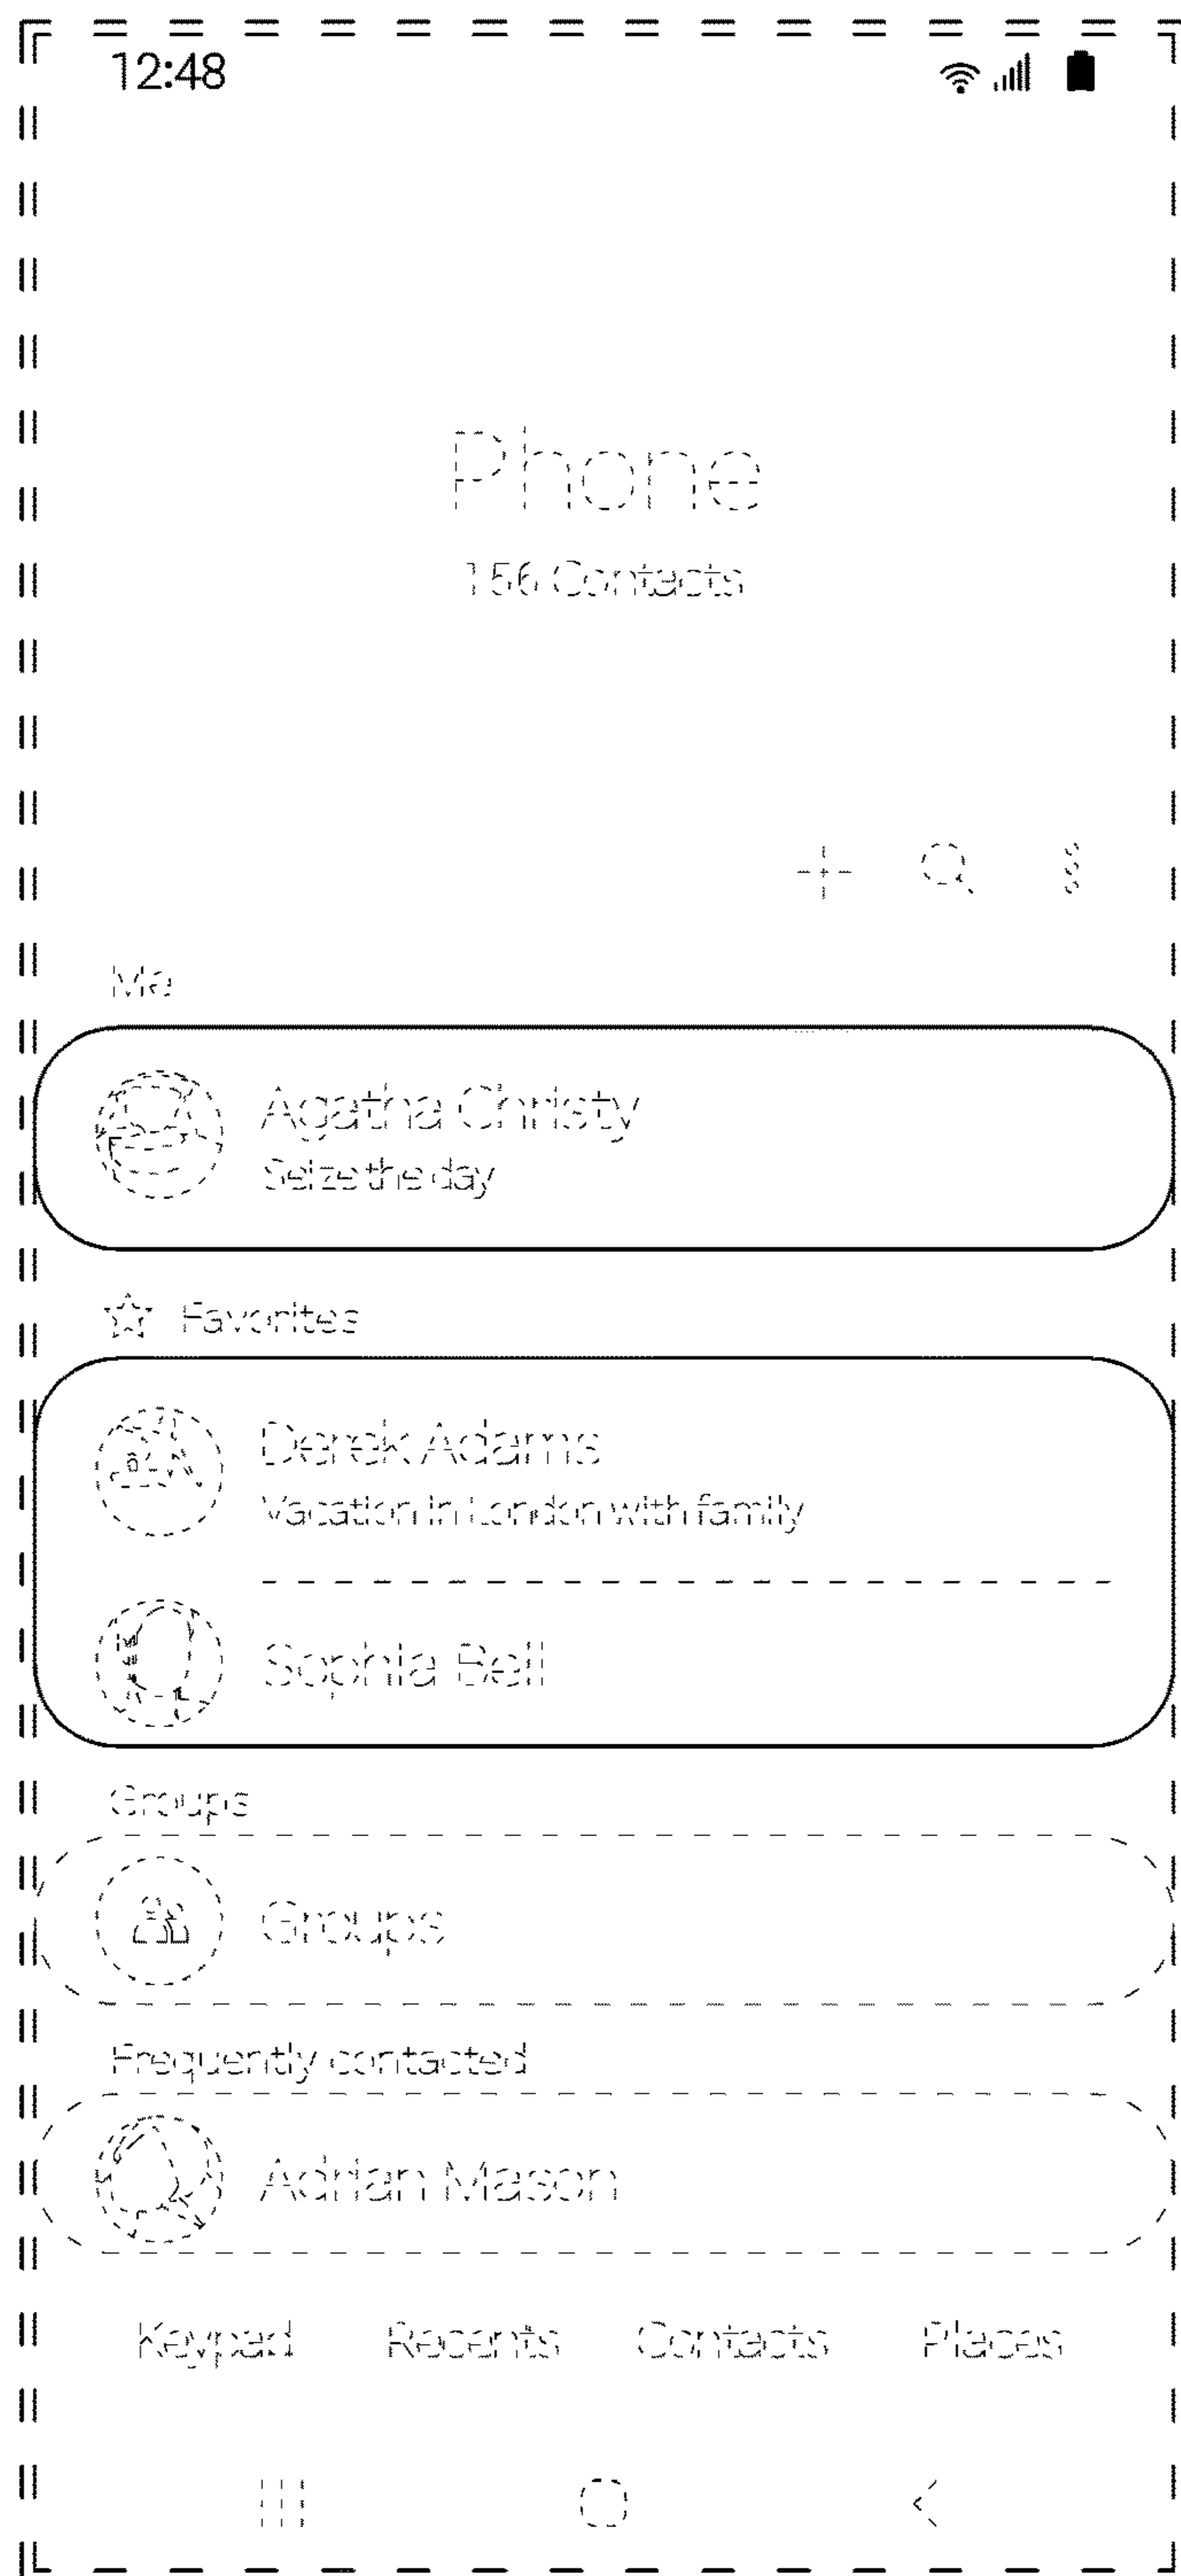 12:48
Phone
156 Contacts
Me
Agatha Christy
Seize the day
Favorites
Derek Adams
Vacation in London with family
Sophia Bell
Groups
Groups
Frequently contacted
Adrian Mason
Keypad Recents Contacts Places